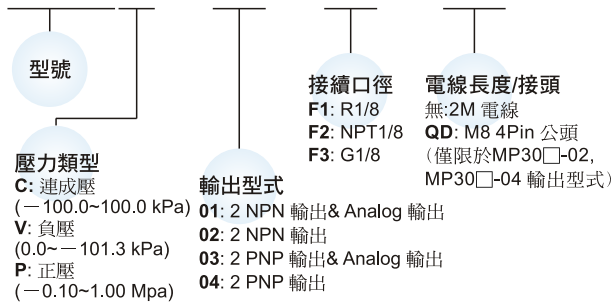 型號
壓力類型
C: 連成壓
(－100.0~100.0 kPa)
V: 負壓
(0.0~－101.3 kPa)
P: 正壓
(－0.10~1.00 Mpa)
輸出型式
01: 2 NPN 輸出& Analog 輸出
02: 2 NPN 輸出
03: 2 PNP 輸出& Analog 輸出
04: 2 PNP 輸出
接續口徑
F1: R1/8
F2: NPT1/8
F3: G1/8
電線長度/接頭
無:2M 電線
QD: M8 4Pin 公頭
(僅限於MP30□-02,
MP30□-04 輸出型式)